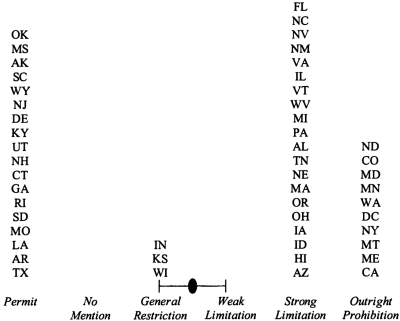 FL
NC
OK NV
MS NM
AK VA
SC IL
WY VT
NJ WV
DE MI
KY PA
UT AL ND
NH TN CO
CT NE MD
GA MA MN
RI OR WA
SD OH DC
MO IA NY
LA IN ID MT
AR KS HI ME
TX WI AZ CA
Permit No General Weak Strong Outright
Mention Restriction Limitation Limitation Prohibition